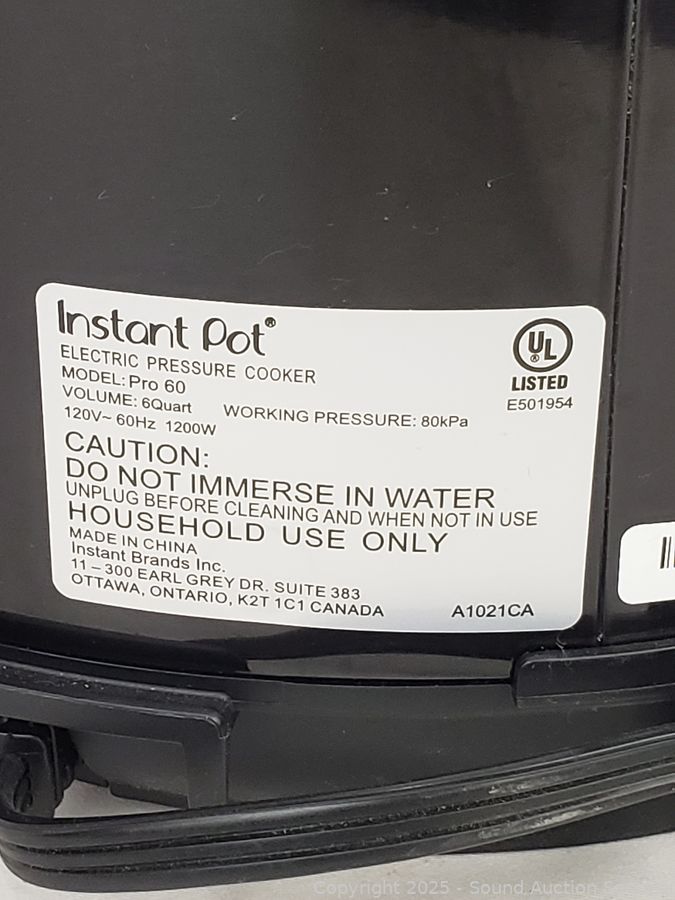 Instant Pot®
ELECTRIC PRESSURE COOKER
MODEL: Pro 60
VOLUME: 6Quart WORKING PRESSURE: 80kPa
120V~ 60Hz 1200W
UL
®
LISTED
E501954
CAUTION:
DO NOT IMMERSE IN WATER
UNPLUG BEFORE CLEANING AND WHEN NOT IN USE
HOUSEHOLD USE ONLY
MADE IN CHINA
Instant Brands Inc.
11 – 300 EARL GREY DR. SUITE 383
OTTAWA, ONTARIO, K2T 1C1 CANADA A1021CA
Copyright 2025 - Sound Auction